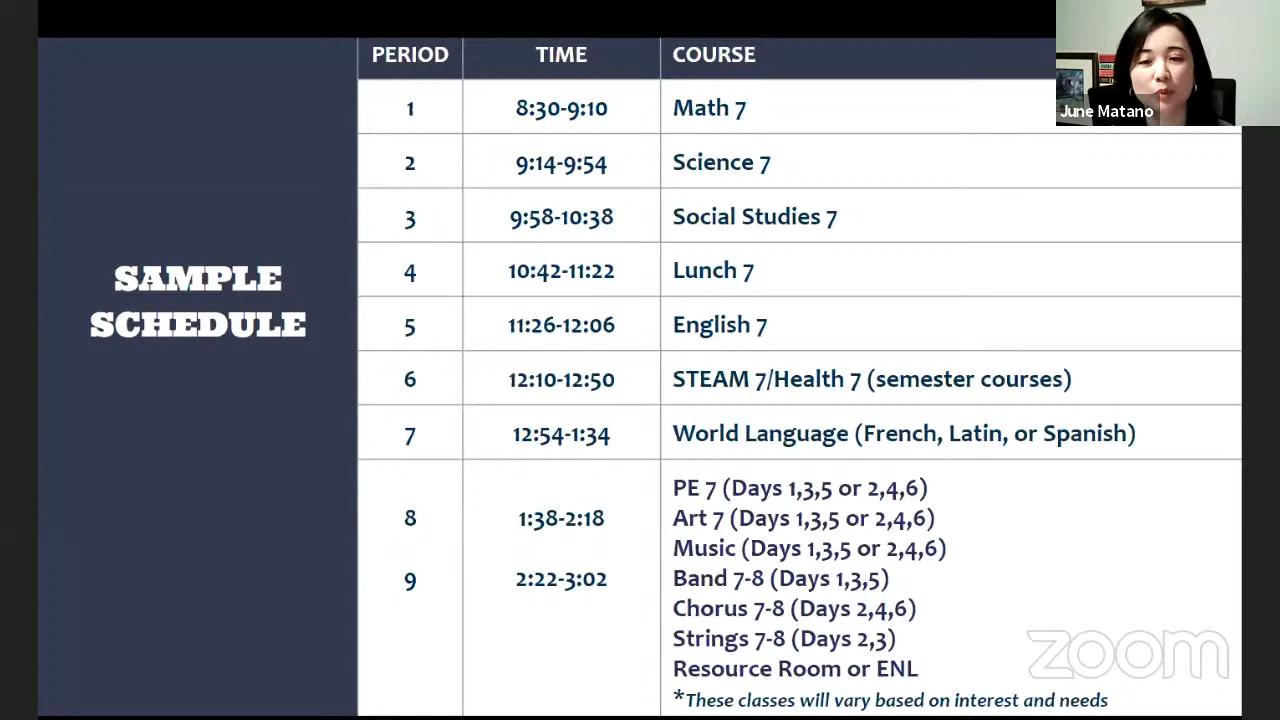 PERIOD TIME COURSE
June Matano
1 8:30-9:10 Math 7
2 9:14-9:54 Science 7
3 9:58-10:38 Social Studies 7
SAMPLE
SCHEDULE
4 10:42-11:22 Lunch 7
5 11:26-12:06 English 7
6 12:10-12:50 STEAM 7/Health 7 (semester courses)
7 12:54-1:34 World Language (French, Latin, or Spanish)
PE 7 (Days 1,3,5 or 2,4,6)
8 1:38-2:18 Art 7 (Days 1,3,5 or 2,4,6)
Music (Days 1,3,5 or 2,4,6)
9 2:22-3:02 Band 7-8 (Days 1,3,5)
Chorus 7-8 (Days 2,4,6)
Strings 7-8 (Days 2,3)
Resource Room or ENL
*These classes will vary based on interest and needs
zoom